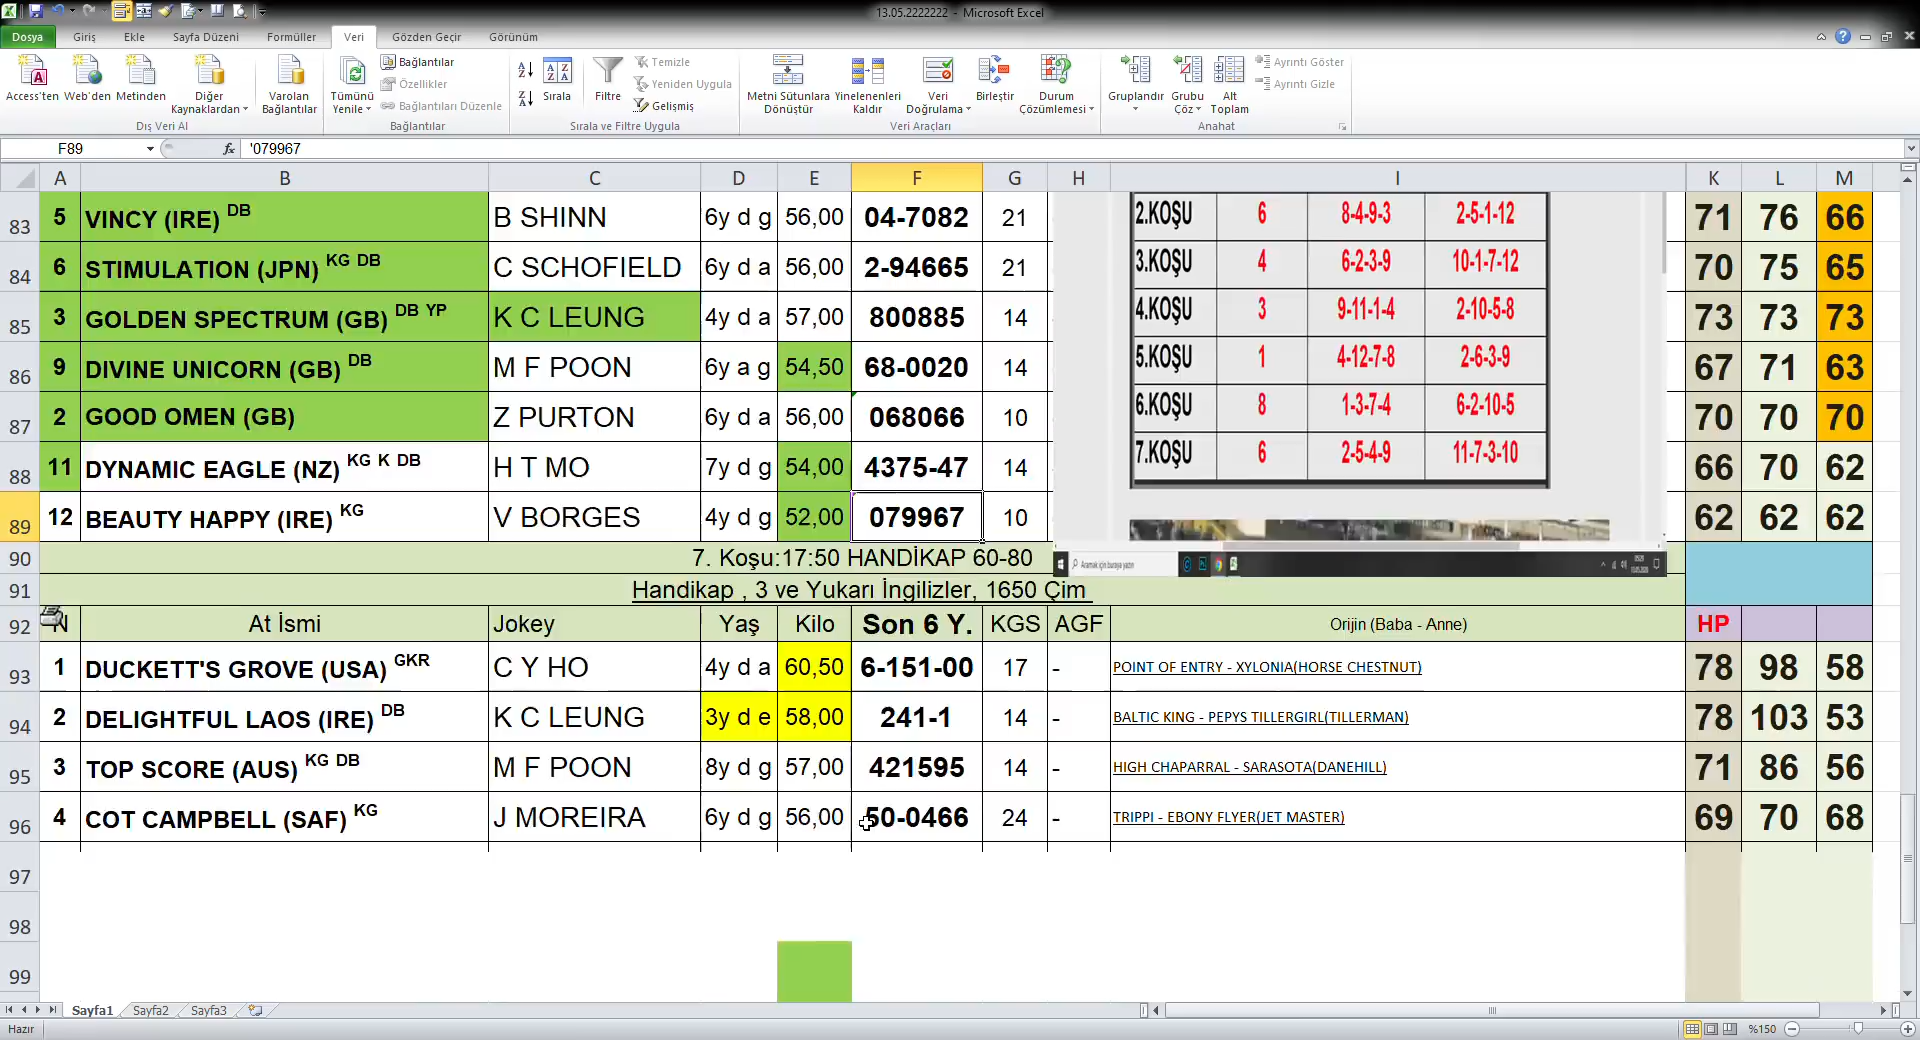 13.05.2222222 - Microsoft Excel
Dosya Giriş Ekle Sayfa Düzeni Formüller Veri Gözden Geçir Görünüm
Access'ten Web'den Metinden Diğer Kaynaklardan Varolan Bağlantılar
Dış Veri Al
Tümünü Yenile Bağlantılar Özellikler Bağlantıları Düzenle
Bağlantılar
Sırala Filtre Temizle Yeniden Uygula Gelişmiş
Sırala ve Filtre Uygula
Metni Sütunlara Dönüştür Yinelenenleri Kaldır Veri Doğrulama Birleştir Durum Çözümlemesi
Veri Araçları
Gruplandır Grubu Çöz Alt Toplam Ayrıntı Göster Ayrıntı Gizle
Anahat
F89 fx '079967
A B C D E F G H I K L M
83 5 VINCY (IRE) DB B SHINN 6y d g 56,00 04-7082 21 71 76 66
84 6 STIMULATION (JPN) KG DB C SCHOFIELD 6y d a 56,00 2-94665 21 70 75 65
85 3 GOLDEN SPECTRUM (GB) DB YP K C LEUNG 4y d a 57,00 800885 14 73 73 73
86 9 DIVINE UNICORN (GB) DB M F POON 6y a g 54,50 68-0020 14 67 71 63
87 2 GOOD OMEN (GB) Z PURTON 6y d a 56,00 068066 10 70 70 70
88 11 DYNAMIC EAGLE (NZ) KG K DB H T MO 7y d g 54,00 4375-47 14 66 70 62
89 12 BEAUTY HAPPY (IRE) KG V BORGES 4y d g 52,00 079967 10 62 62 62
2.KOŞU 6 8-4-9-3 2-5-1-12
3.KOŞU 4 6-2-3-9 10-1-7-12
4.KOŞU 3 9-11-1-4 2-10-5-8
5.KOŞU 1 4-12-7-8 2-6-3-9
6.KOŞU 8 1-3-7-4 6-2-10-5
7.KOŞU 6 2-5-4-9 11-7-3-10
Aramak için buraya yazın
90 7. Koşu:17:50 HANDİKAP 60-80
91 Handikap , 3 ve Yukarı İngilizler, 1650 Çim
92 N At İsmi Jokey Yaş Kilo Son 6 Y. KGS AGF Orijin (Baba - Anne) HP
93 1 DUCKETT'S GROVE (USA) GKR C Y HO 4y d a 60,50 6-151-00 17 - POINT OF ENTRY - XYLONIA(HORSE CHESTNUT) 78 98 58
94 2 DELIGHTFUL LAOS (IRE) DB K C LEUNG 3y d e 58,00 241-1 14 - BALTIC KING - PEPYS TILLERGIRL(TILLERMAN) 78 103 53
95 3 TOP SCORE (AUS) KG DB M F POON 8y d g 57,00 421595 14 - HIGH CHAPARRAL - SARASOTA(DANEHILL) 71 86 56
96 4 COT CAMPBELL (SAF) KG J MOREIRA 6y d g 56,00 50-0466 24 - TRIPPI - EBONY FLYER(JET MASTER) 69 70 68
97
98
99
Sayfa1 Sayfa2 Sayfa3
Hazır %150